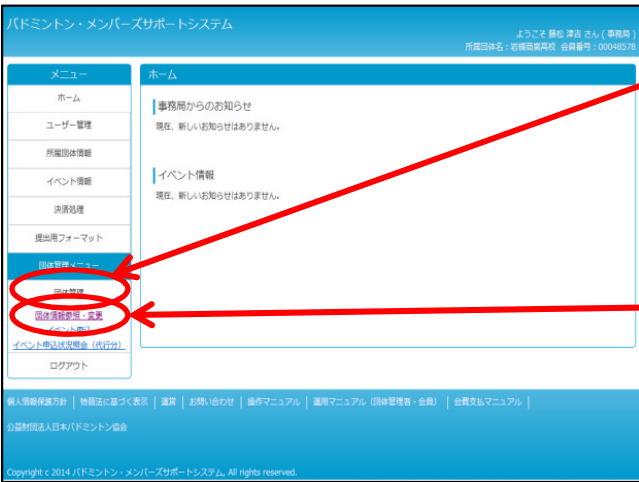 バドミントン・メンバーズサポートシステム
ようこそ 藤松 津吉 さん ( 事務局 )
所属団体名：岩槻商業高校 会員番号：00048578
メニュー
ホーム
ユーザー管理
所属団体情報
イベント情報
決済処理
提出用フォーマット
団体管理メニュー
団体管理
団体情報参照・変更
イベント申込
イベント申込状況照会（代行分）
ログアウト
ホーム
事務局からのお知らせ
現在、新しいお知らせはありません。
イベント情報
現在、新しいお知らせはありません。
個人情報保護方針 | 特商法に基づく表示 | 運営 | お問い合わせ | 操作マニュアル | 運用マニュアル（団体管理者・会員） | 会費支払マニュアル |
公益財団法人日本バドミントン協会
Copyright c 2014 バドミントン・メンバーズサポートシステム, All rights reserved.